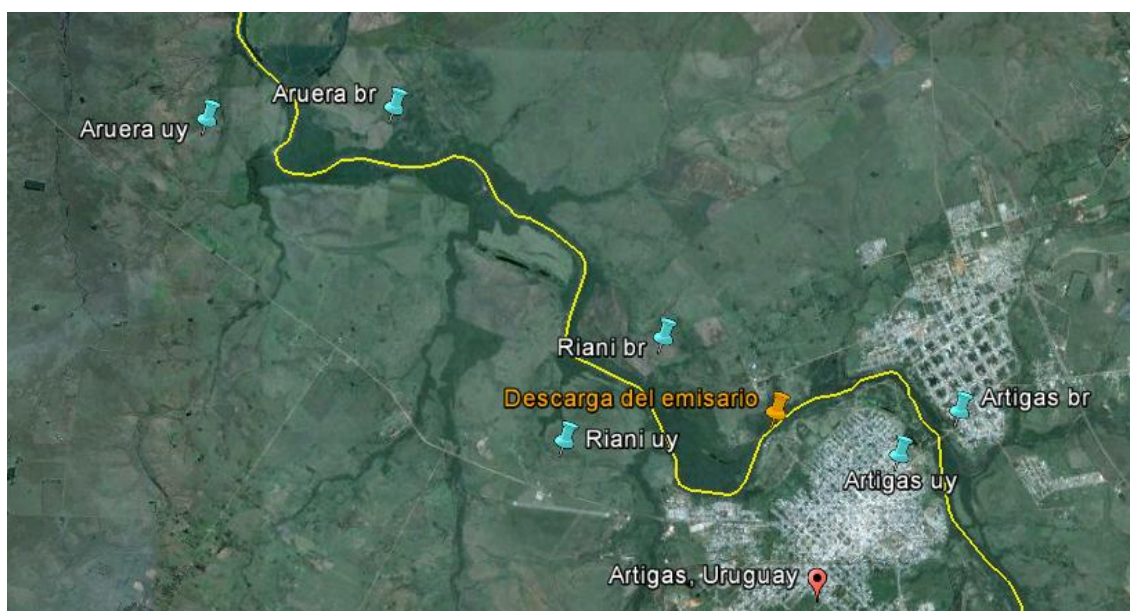 Aruera br
Aruera uy
Riani br
Descarga del emisario
Artigas br
Riani uy
Artigas uy
Artigas, Uruguay